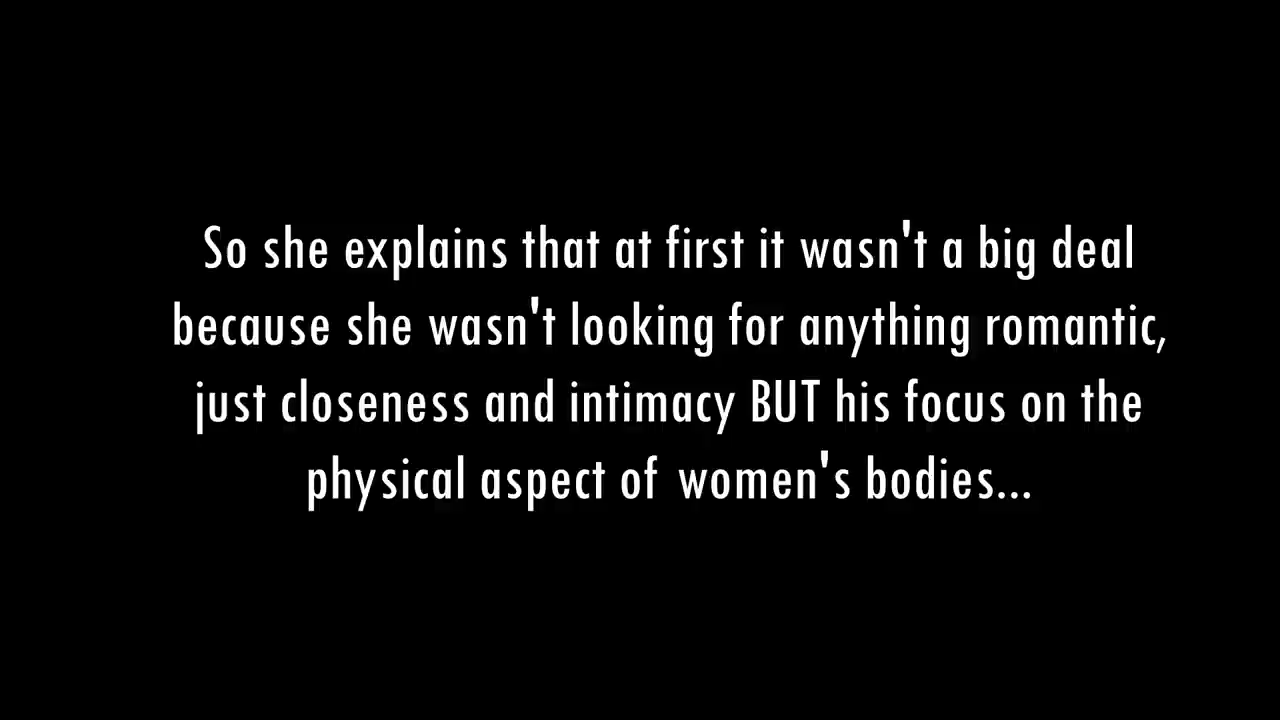 So she explains that at first it wasn't a big deal
because she wasn't looking for anything romantic,
just closeness and intimacy BUT his focus on the
physical aspect of women's bodies...